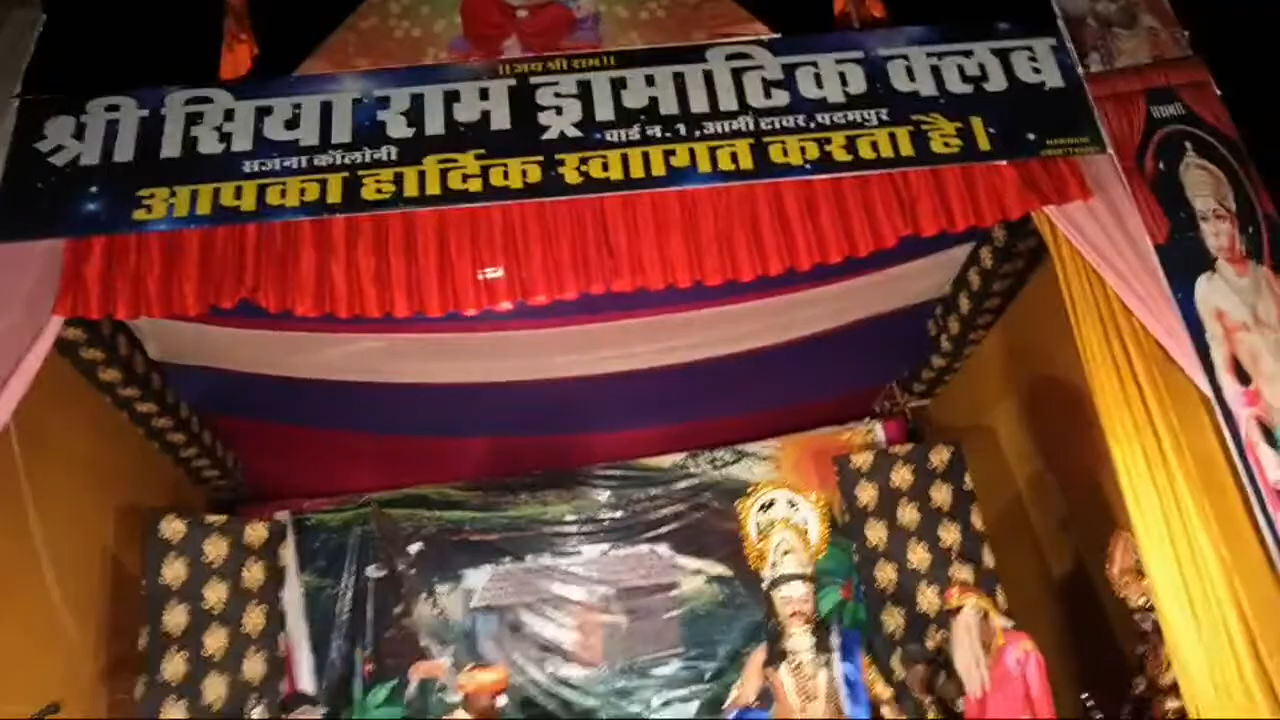 ||जय श्री राम||
श्री सिया राम ड्रामाटिक क्लब
सजना कॉलोनी
वार्ड न. 1 ,आर्मी टावर,पदमपुर
आपका हार्दिक स्वाागत करता है।